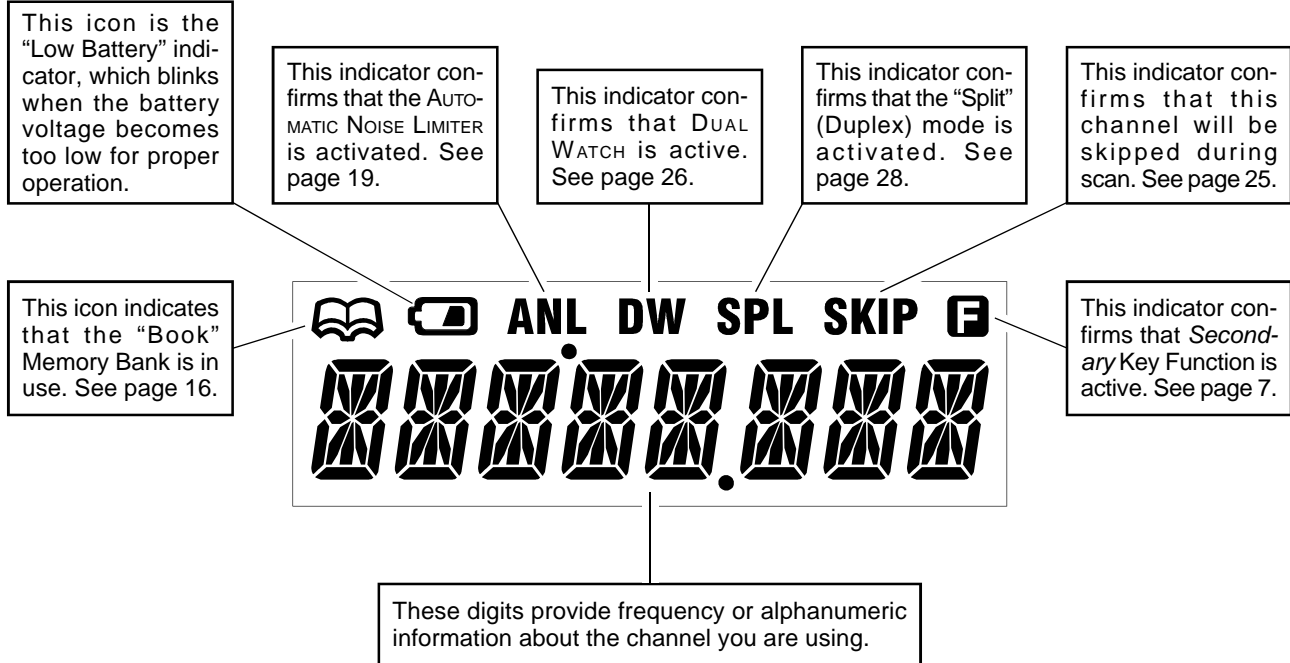 This icon is the
“Low Battery” indi-
cator, which blinks
when the battery
voltage becomes
too low for proper
operation.
This indicator con-
firms that the AUTO-
MATIC NOISE LIMITER
is activated. See
page 19.
This indicator con-
firms that DUAL
WATCH is active.
See page 26.
This indicator con-
firms that the “Split”
(Duplex) mode is
activated. See
page 28.
This indicator con-
firms that this
channel will be
skipped during
scan. See page 25.
This icon indicates
that the “Book”
Memory Bank is in
use. See page 16.
ANL DW SPL SKIP F
This indicator con-
firms that Second-
ary Key Function is
active. See page 7.
These digits provide frequency or alphanumeric
information about the channel you are using.